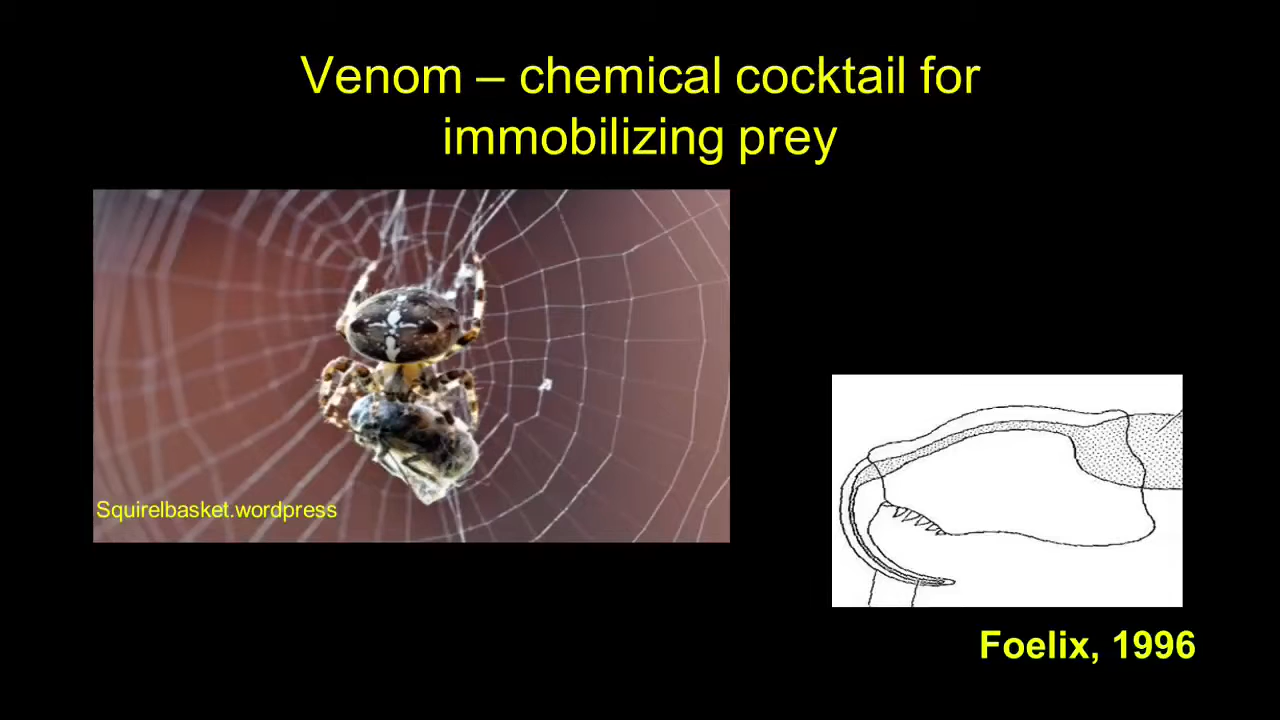 Venom – chemical cocktail for
immobilizing prey
Squirelbasket.wordpress
Foelix, 1996